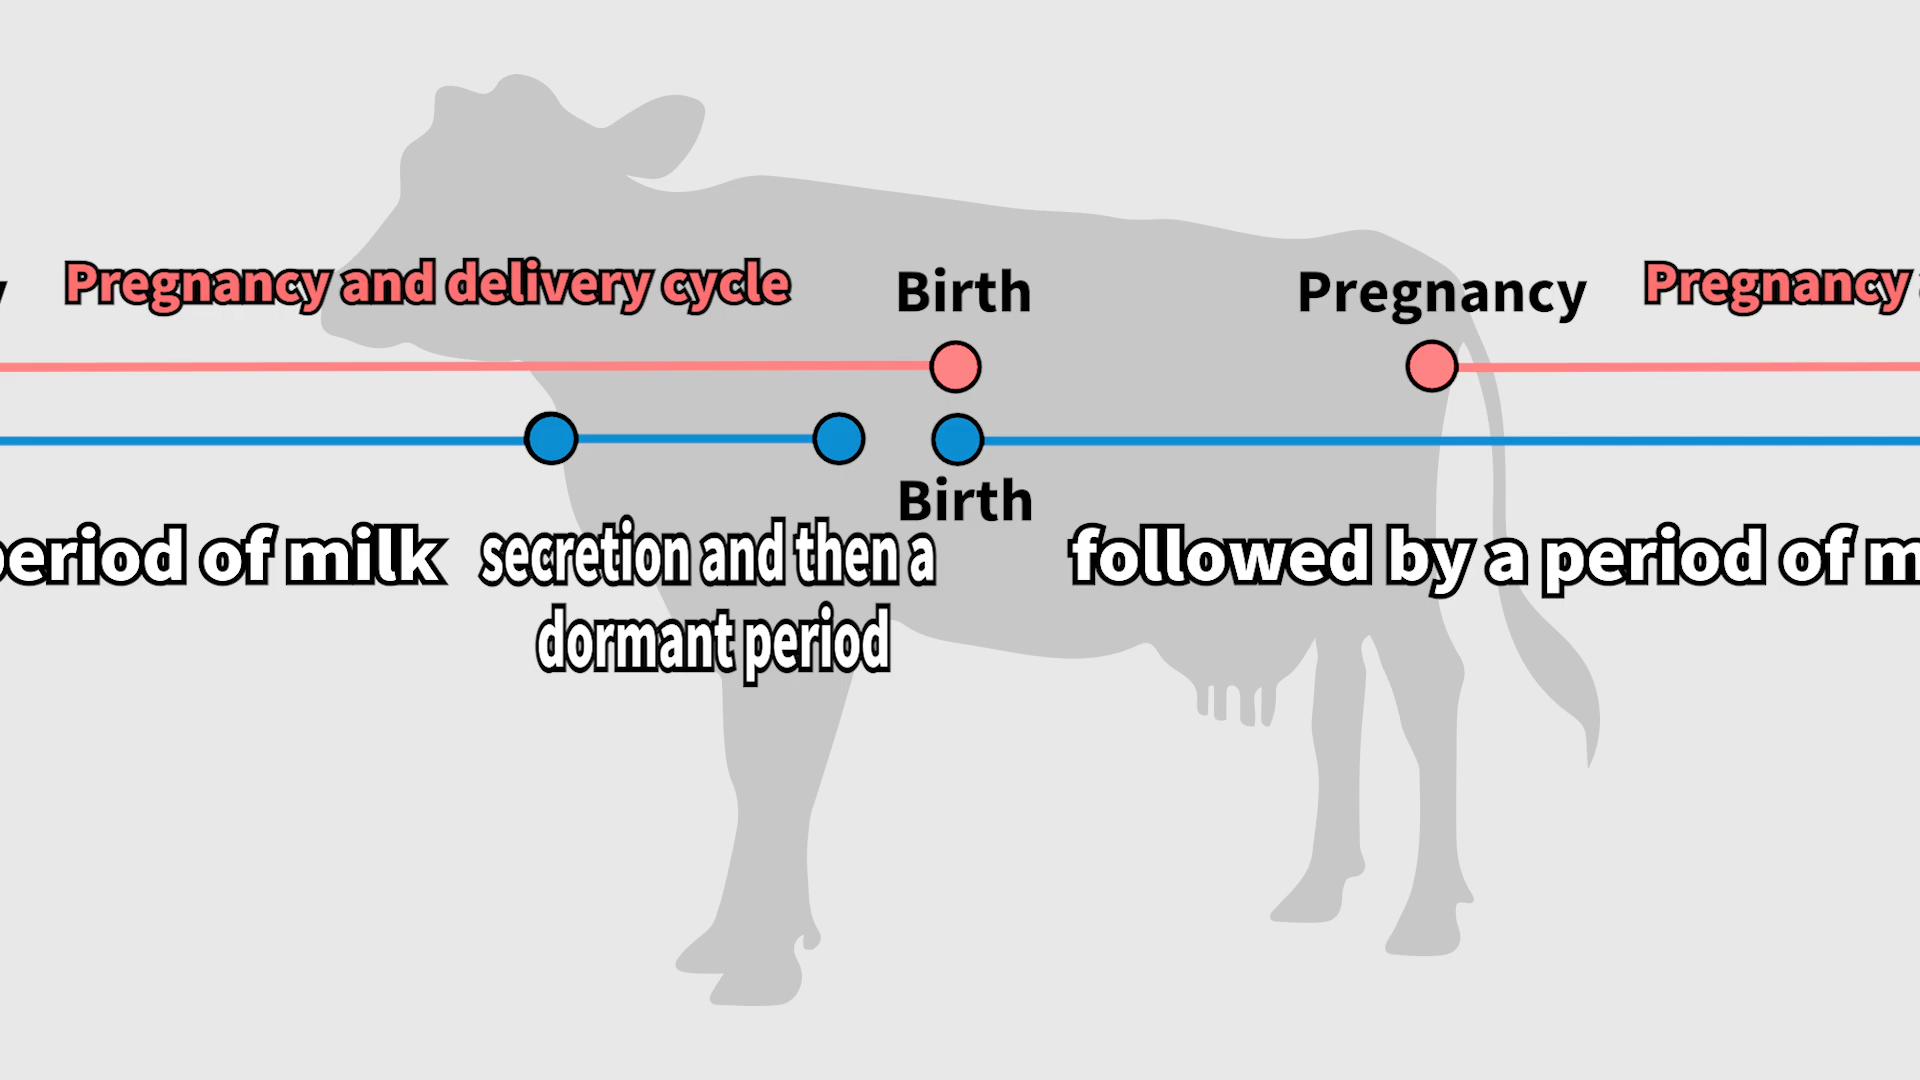 Pregnancy and delivery cycle
Birth
Pregnancy
Pregnancy
Birth
period of milk
secretion and then a
dormant period
followed by a period of